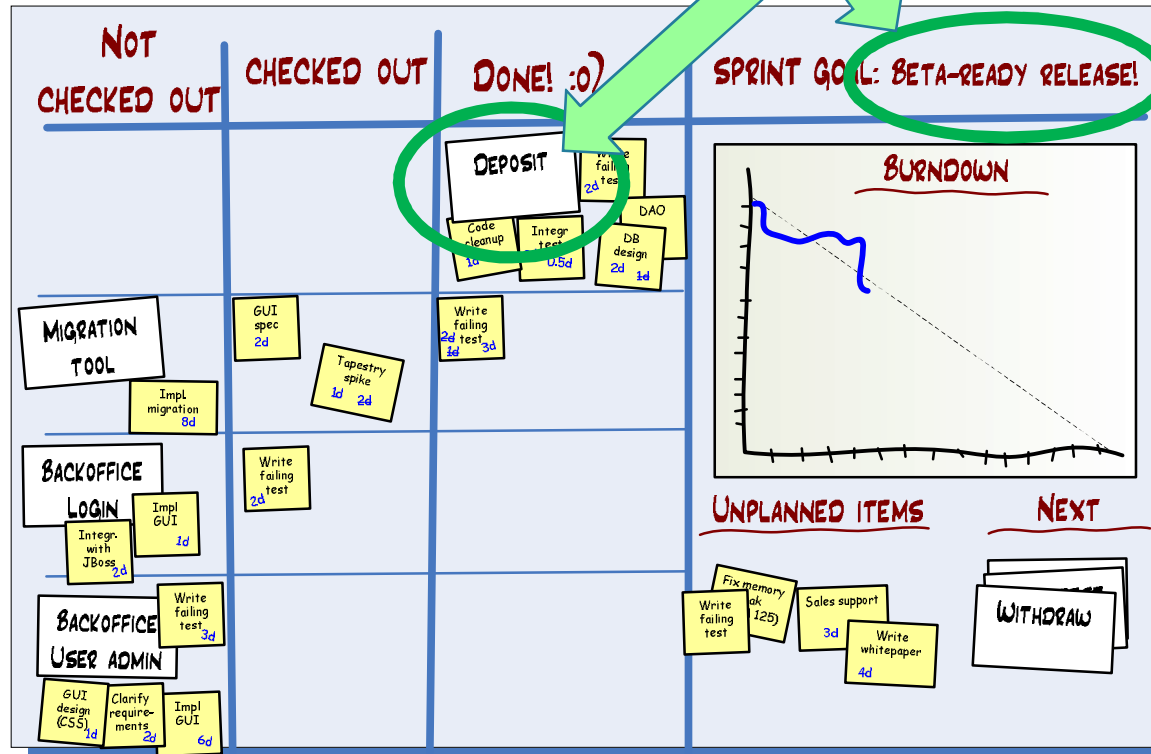 NOT
CHECKED OUT
CHECKED OUT
DONE! :o)
SPRINT GOAL: BETA-READY RELEASE!
DEPOSIT
Write
failing
test
2d
DAO
Code
cleanup
1d
Integr
test
0.5d
DB
design
2d 1d
BURNDOWN
MIGRATION
TOOL
Impl
migration
8d
GUI
spec
2d
Tapestry
spike
1d 2d
Write
failing
test
2d
1d 3d
BACKOFFICE
LOGIN
Integr.
with
JBoss
2d
Impl
GUI
1d
Write
failing
test
2d
BACKOFFICE
USER ADMIN
Write
failing
test
3d
GUI
design
(CSS)
1d
Clarify
require-
ments
2d
Impl
GUI
6d
UNPLANNED ITEMS
NEXT
Fix memory
125)
Write
failing
test
Sales support
3d
Write
whitepaper
4d
WITHDRAW